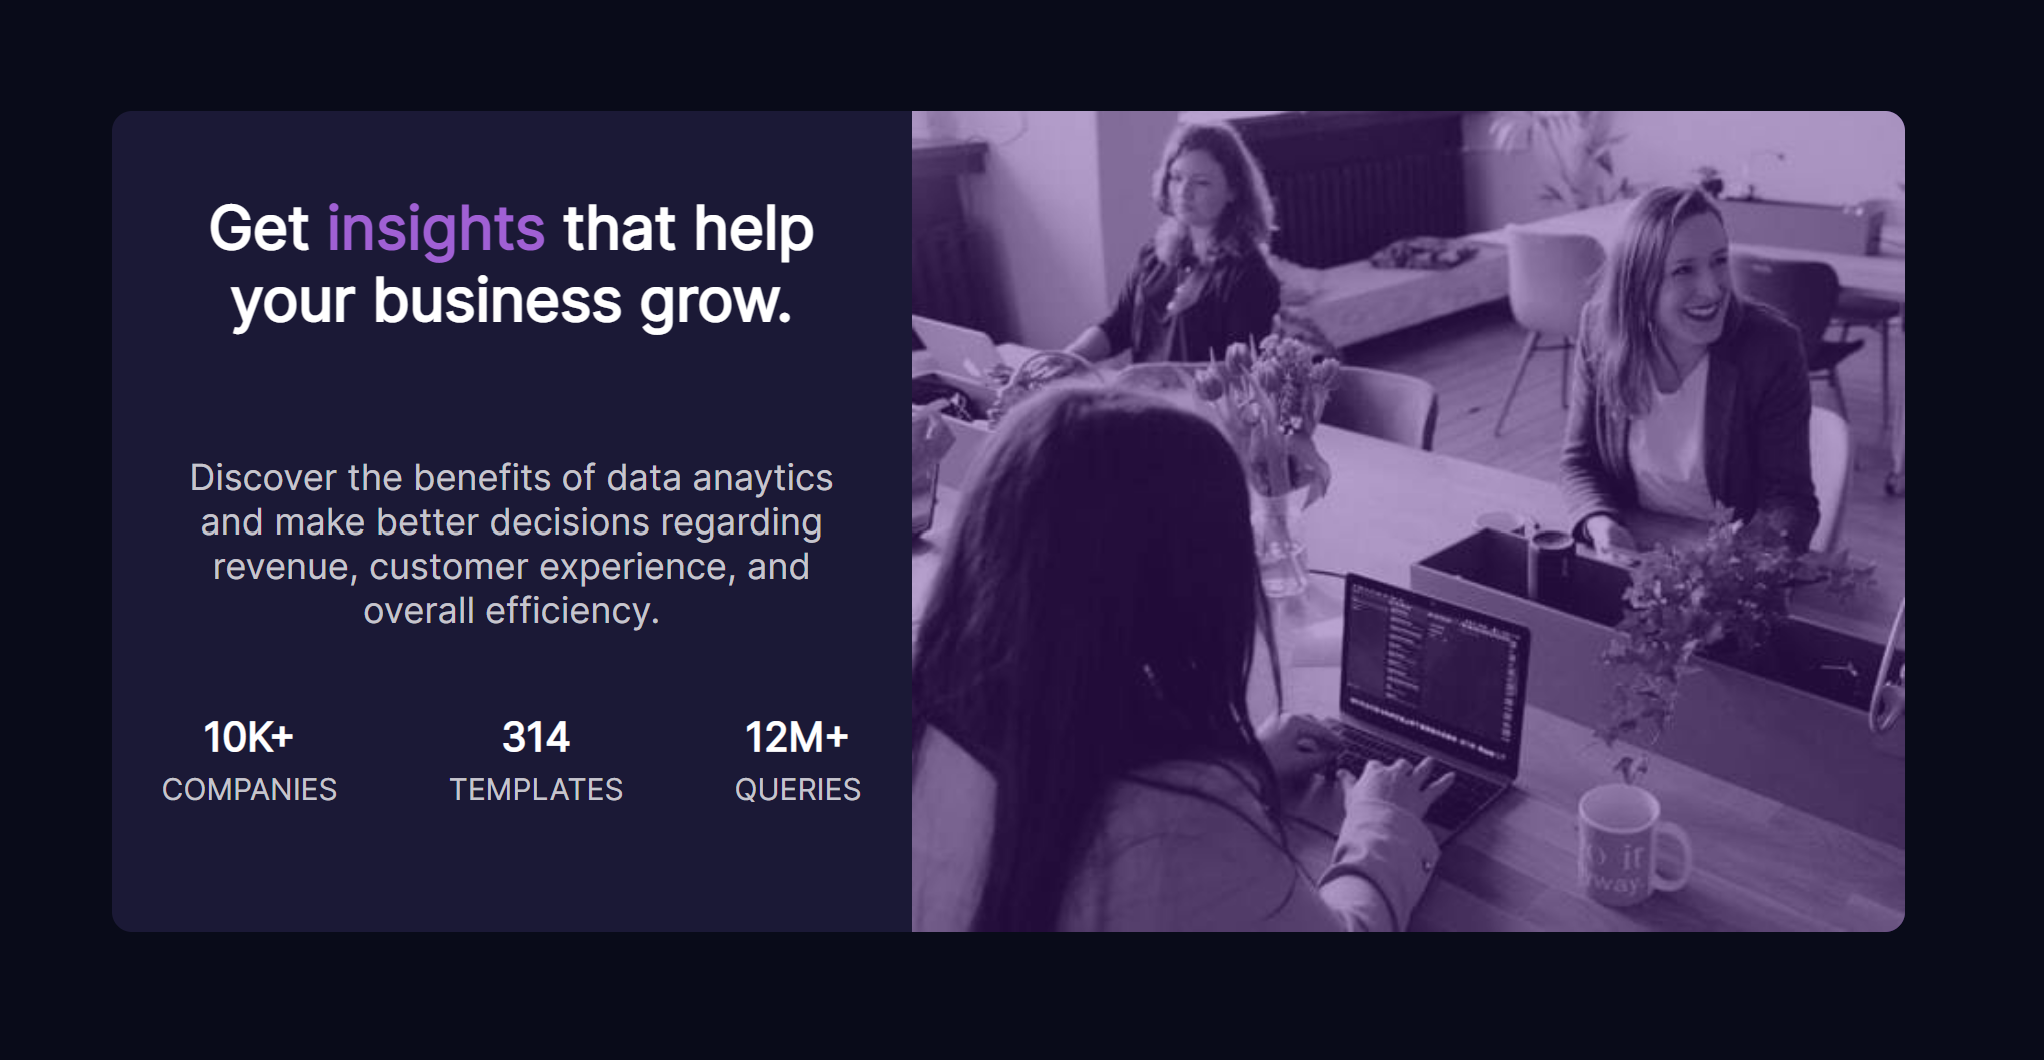 Get insights that help
your business grow.
Discover the benefits of data anaytics
and make better decisions regarding
revenue, customer experience, and
overall efficiency.
10K+ 314 12M+
COMPANIES TEMPLATES QUERIES